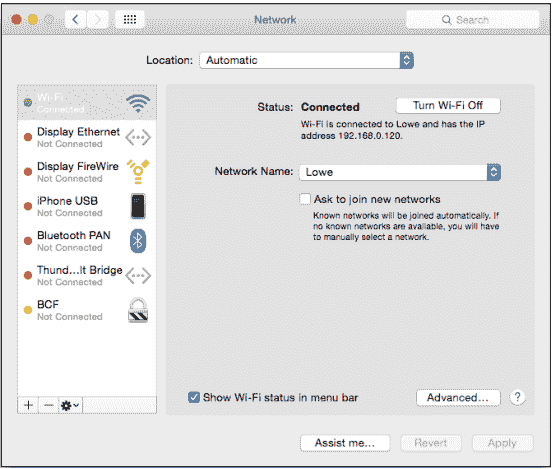 Network
Search
Location: Automatic
Wi-Fi
Connected
Display Ethernet
Not Connected
Display FireWire
Not Connected
iPhone USB
Not Connected
Bluetooth PAN
Not Connected
Thund...lt Bridge
Not Connected
BCF
Not Connected
Status: Connected
Turn Wi-Fi Off
Wi-Fi is connected to Lowe and has the IP
address 192.168.0.120.
Network Name: Lowe
Ask to join new networks
Known networks will be joined automatically. If
no known networks are available, you will have
to manually select a network.
Show Wi-Fi status in menu bar
Advanced...
?
Assist me...
Revert
Apply